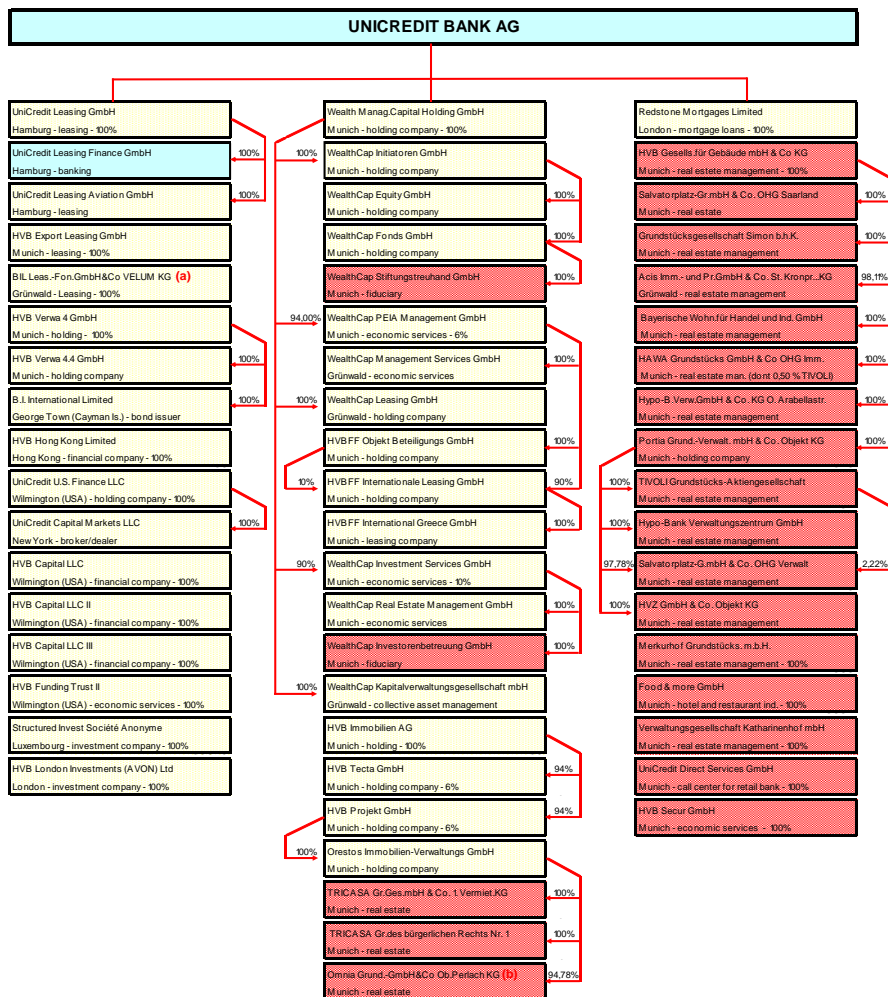 UNICREDIT BANK AG
UniCredit Leasing GmbH
Hamburg - leasing - 100%
UniCredit Leasing Finance GmbH
Hamburg - banking
100%
UniCredit Leasing Aviation GmbH
Hamburg - leasing
100%
HVB Export Leasing GmbH
Munich - leasing - 100%
BIL Leas.-Fon.GmbH&Co VELUM KG (a)
Grünwald - Leasing - 100%
HVB Verwa 4 GmbH
Munich - holding - 100%
HVB Verwa 4.4 GmbH
Munich - holding company
100%
B.I. International Limited
George Town (Cayman Is.) - bond issuer
100%
HVB Hong Kong Limited
Hong Kong - financial company - 100%
UniCredit U.S. Finance LLC
Wilmington (USA) - holding company - 100%
UniCredit Capital Markets LLC
New York - broker/dealer
100%
HVB Capital LLC
Wilmington (USA) - financial company - 100%
HVB Capital LLC II
Wilmington (USA) - financial company - 100%
HVB Capital LLC III
Wilmington (USA) - financial company - 100%
HVB Funding Trust II
Wilmington (USA) - economic services - 100%
Structured Invest Société Anonyme
Luxembourg - investment company - 100%
HVB London Investments (AVON) Ltd
London - investment company - 100%
Wealth Manag.Capital Holding GmbH
Munich - holding company - 100%
100%
WealthCap Initiatoren GmbH
Munich - holding company
WealthCap Equity GmbH
Munich - holding company
100%
WealthCap Fonds GmbH
Munich - holding company
100%
WealthCap Stiftungstreuhand GmbH
Munich - fiduciary
100%
94,00%
WealthCap PEIA Management GmbH
Munich - economic services - 6%
WealthCap Management Services GmbH
Grünwald - economic services
100%
100%
WealthCap Leasing GmbH
Grünwald - holding company
HVBFF Objekt Beteiligungs GmbH
Munich - holding company
100%
10%
HVBFF Internationale Leasing GmbH
Munich - holding company
90%
HVBFF International Greece GmbH
Munich - leasing company
100%
90%
WealthCap Investment Services GmbH
Munich - economic services - 10%
WealthCap Real Estate Management GmbH
Munich - economic services
100%
WealthCap Investorenbetreuung GmbH
Munich - fiduciary
100%
100%
WealthCap Kapitalverwaltungsgesellschaft mbH
Grünwald - collective asset management
HVB Immobilien AG
Munich - holding - 100%
HVB Tecta GmbH
Munich - holding company - 6%
94%
HVB Projekt GmbH
Munich - holding company - 6%
94%
100%
Orestos Immobilien-Verwaltungs GmbH
Munich - holding company
TRICASA Gr.Ges.mbH & Co. 1. Vermiet.KG
Munich - real estate
100%
TRICASA Gr.des bürgerlichen Rechts Nr. 1
Munich - real estate
100%
Omnia Grund.-GmbH&Co Ob.Perlach KG (b)
Munich - real estate
94,78%
Redstone Mortgages Limited
London - mortgage loans - 100%
HVB Gesells.für Gebäude mbH & Co KG
Munich - real estate management - 100%
Salvatorplatz-Gr.mbH & Co. OHG Saarland
Munich - real estate
100%
Grundstücksgesellschaft Simon b.h.K.
Munich - real estate management
100%
Acis Imm.- und Pr.GmbH & Co. St. Kronpr...KG
Grünwald - real estate management
98,11%
Bayerische Wohn.für Handel und Ind. GmbH
Munich - real estate management
100%
HAWA Grundstücks GmbH & Co OHG Imm.
Munich - real estate man. (dont 0,50 % TIVOLI)
100%
Hypo-B.Verw.GmbH & Co. KG O. Arabellastr.
Munich - real estate management
100%
Portia Grund.-Verwalt. mbH & Co. Objekt KG
Munich - holding company
100%
100%
TIVOLI Grundstücks-Aktiengesellschaft
Munich - real estate management
100%
Hypo-Bank Verwaltungszentrum GmbH
Munich - real estate management
97,78%
Salvatorplatz-G.mbH & Co. OHG Verwalt
Munich - real estate management
2,22%
100%
HVZ GmbH & Co. Objekt KG
Munich - real estate management
Merkurhof Grundstücks. m.b.H.
Munich - real estate management - 100%
Food & more GmbH
Munich - hotel and restaurant ind. - 100%
Verwaltungsgesellschaft Katharinenhof mbH
Munich - real estate management - 100%
UniCredit Direct Services GmbH
Munich - call center for retail bank - 100%
HVB Secur GmbH
Munich - economic services - 100%